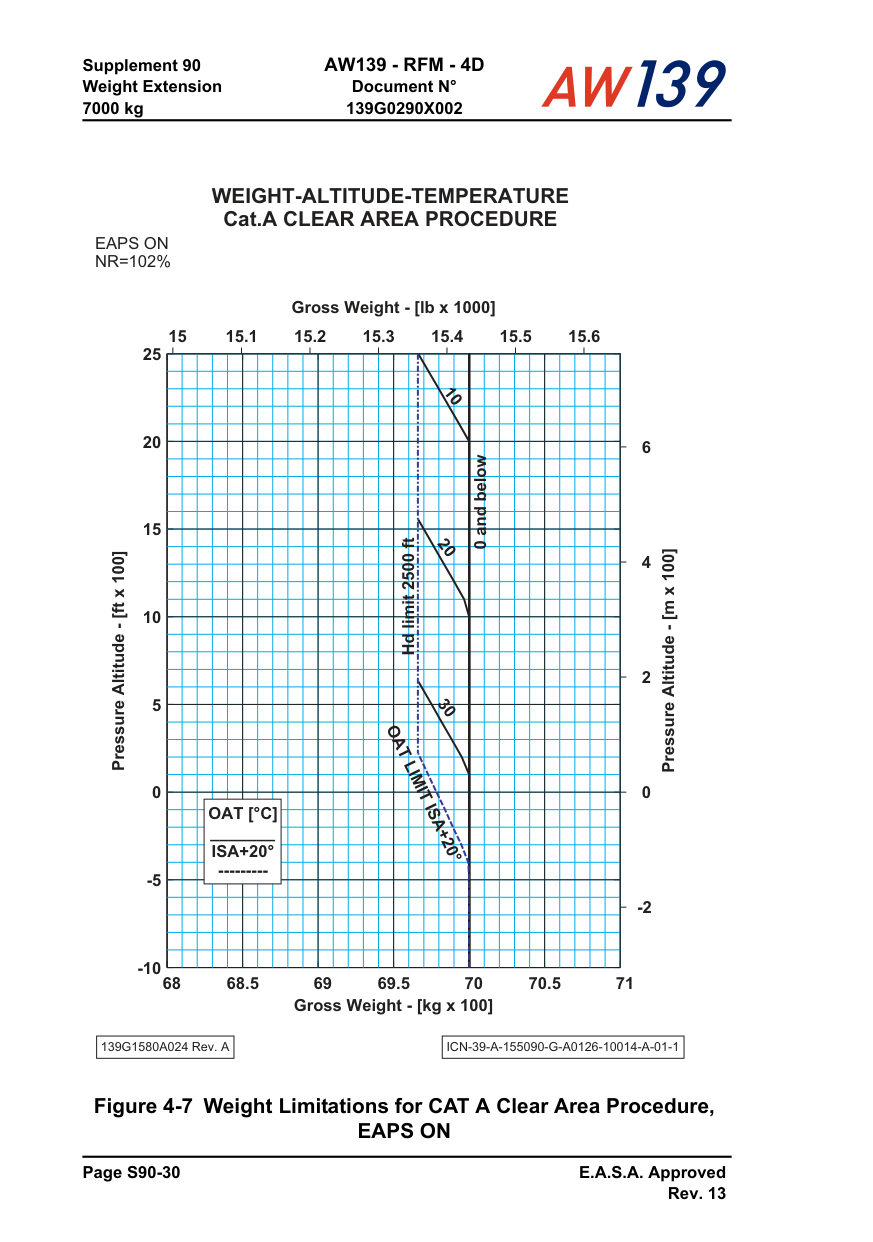 Supplement 90
Weight Extension
7000 kg
AW139 - RFM - 4D
Document N°
139G0290X002
AW139
WEIGHT-ALTITUDE-TEMPERATURE
Cat.A CLEAR AREA PROCEDURE
EAPS ON
NR=102%
Gross Weight - [lb x 1000]
15 15.1 15.2 15.3 15.4 15.5 15.6
25
20
15
10
5
0
-5
-10
Pressure Altitude - [ft x 100]
10
20
30
0 and below
Hd limit 2500 ft
OAT LIMIT ISA+20°
OAT [°C]
ISA+20°
---------
6
4
2
0
-2
Pressure Altitude - [m x 100]
68 68.5 69 69.5 70 70.5 71
Gross Weight - [kg x 100]
139G1580A024 Rev. A
ICN-39-A-155090-G-A0126-10014-A-01-1
Figure 4-7 Weight Limitations for CAT A Clear Area Procedure,
EAPS ON
Page S90-30
E.A.S.A. Approved
Rev. 13